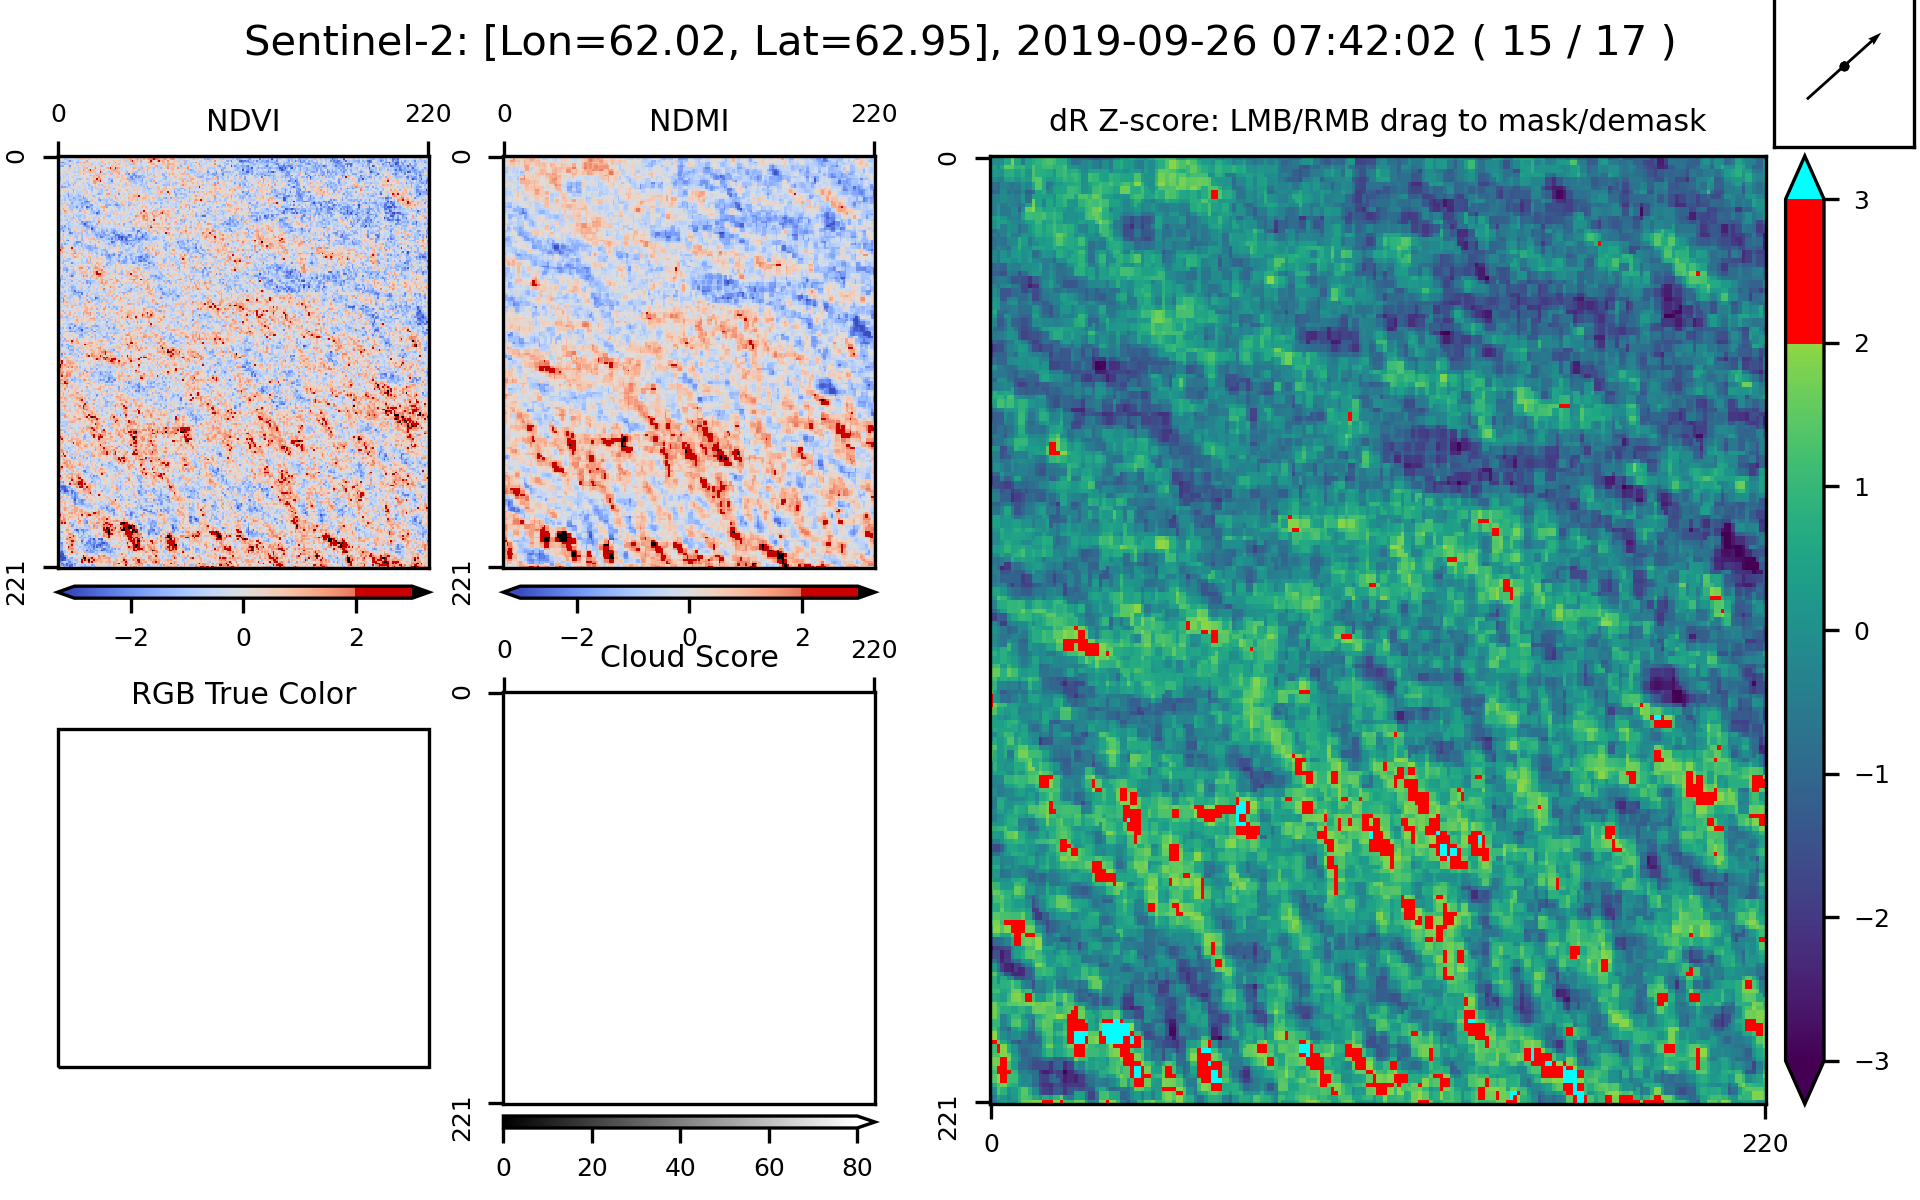 Sentinel-2: [Lon=62.02, Lat=62.95], 2019-09-26 07:42:02 ( 15 / 17 )
0 NDVI 220
0 NDMI 220
dR Z-score: LMB/RMB drag to mask/demask
0
0
0
3
2
1
0
−1
−2
−3
221
221
−2 0 2
−2 0 2
0 Cloud Score 220
RGB True Color
0
221
221
0 20 40 60 80
0 220